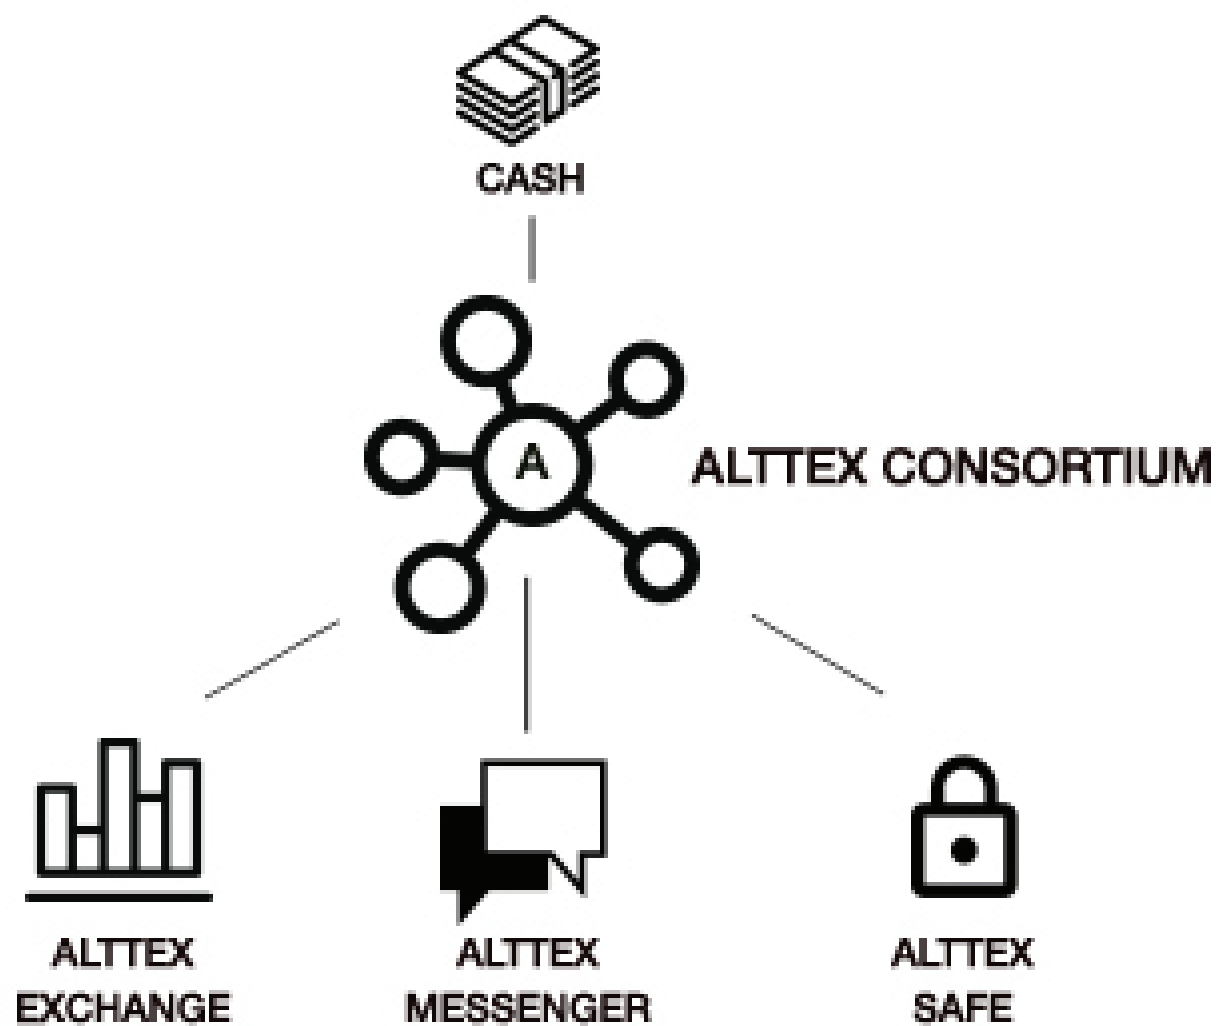 CASH
A
ALTTEX CONSORTIUM
ALTTEX
EXCHANGE
ALTTEX
MESSENGER
ALTTEX
SAFE